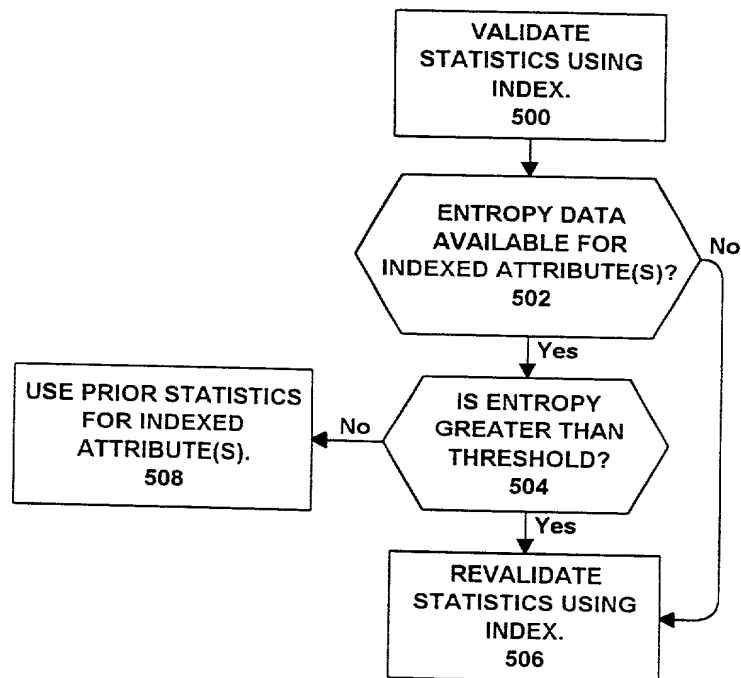 VALIDATE
STATISTICS USING
INDEX.
500
ENTROPY DATA
AVAILABLE FOR
INDEXED ATTRIBUTE(S)?
502
No
Yes
IS ENTROPY
GREATER THAN
THRESHOLD?
504
No
USE PRIOR STATISTICS
FOR INDEXED
ATTRIBUTE(S).
508
Yes
REVALIDATE
STATISTICS USING
INDEX.
506